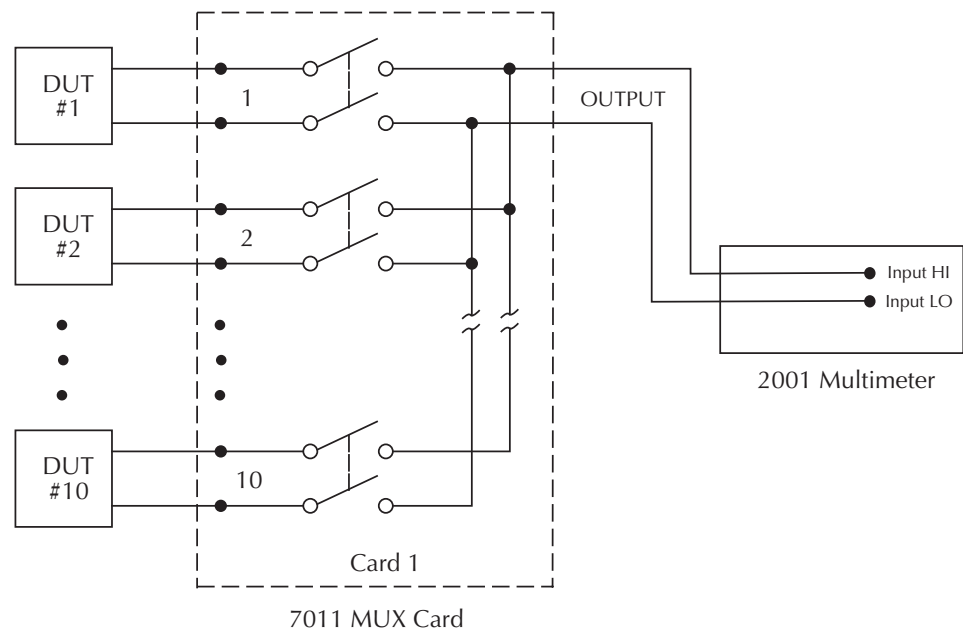 DUT
#1
1
OUTPUT
DUT
#2
2
Input HI
Input LO
2001 Multimeter
DUT
#10
10
Card 1
7011 MUX Card